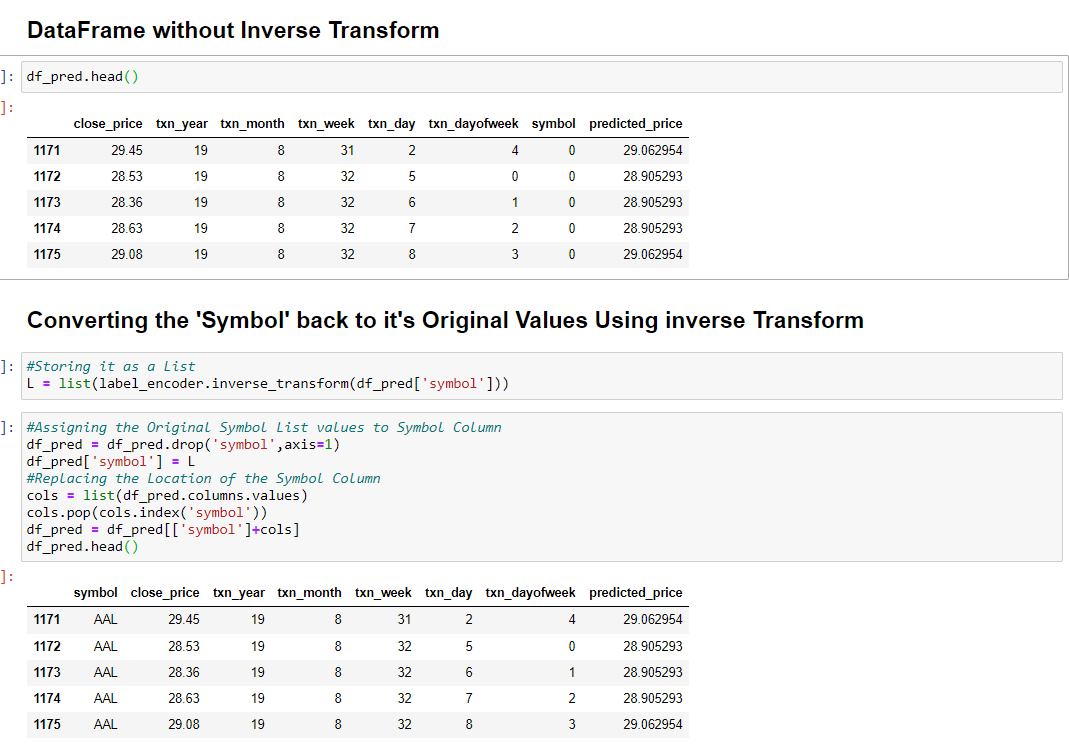 DataFrame without Inverse Transform
]: df_pred.head()
]:
close_price txn_year txn_month txn_week txn_day txn_dayofweek symbol predicted_price
1171 29.45 19 8 31 2 4 0 29.062954
1172 28.53 19 8 32 5 0 0 28.905293
1173 28.36 19 8 32 6 1 0 28.905293
1174 28.63 19 8 32 7 2 0 28.905293
1175 29.08 19 8 32 8 3 0 29.062954
Converting the 'Symbol' back to it's Original Values Using inverse Transform
]: #Storing it as a List
L = list(label_encoder.inverse_transform(df_pred['symbol']))
]: #Assigning the Original Symbol List values to Symbol Column
df_pred = df_pred.drop('symbol',axis=1)
df_pred['symbol'] = L
#Replacing the Location of the Symbol Column
cols = list(df_pred.columns.values)
cols.pop(cols.index('symbol'))
df_pred = df_pred[['symbol']+cols]
df_pred.head()
]:
symbol close_price txn_year txn_month txn_week txn_day txn_dayofweek predicted_price
1171 AAL 29.45 19 8 31 2 4 29.062954
1172 AAL 28.53 19 8 32 5 0 28.905293
1173 AAL 28.36 19 8 32 6 1 28.905293
1174 AAL 28.63 19 8 32 7 2 28.905293
1175 AAL 29.08 19 8 32 8 3 29.062954